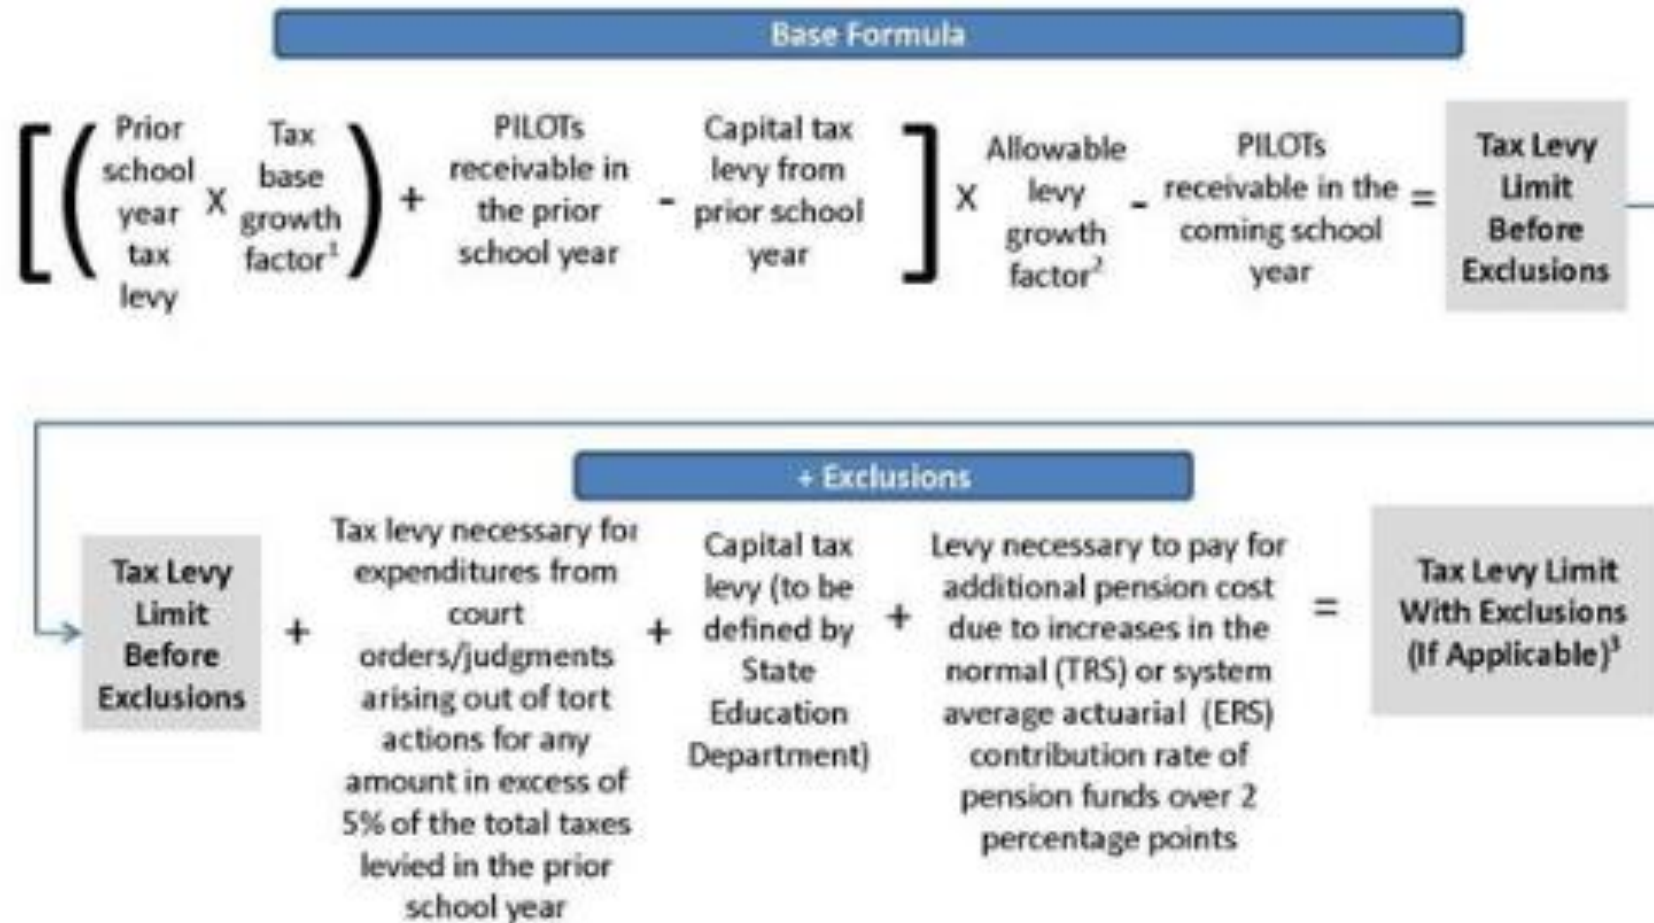 Base Formula
[ ( Prior school year tax levy x Tax base growth factor¹ ) + PILOTs receivable in the prior school year - Capital tax levy from prior school year ] x Allowable levy growth factor² - PILOTs receivable in the coming school year = Tax Levy Limit Before Exclusions
+ Exclusions
Tax Levy Limit Before Exclusions + Tax levy necessary for expenditures from court orders/judgments arising out of tort actions for any amount in excess of 5% of the total taxes levied in the prior school year + Capital tax levy (to be defined by State Education Department) + Levy necessary to pay for additional pension cost due to increases in the normal (TRS) or system average actuarial (ERS) contribution rate of pension funds over 2 percentage points = Tax Levy Limit With Exclusions (If Applicable)³